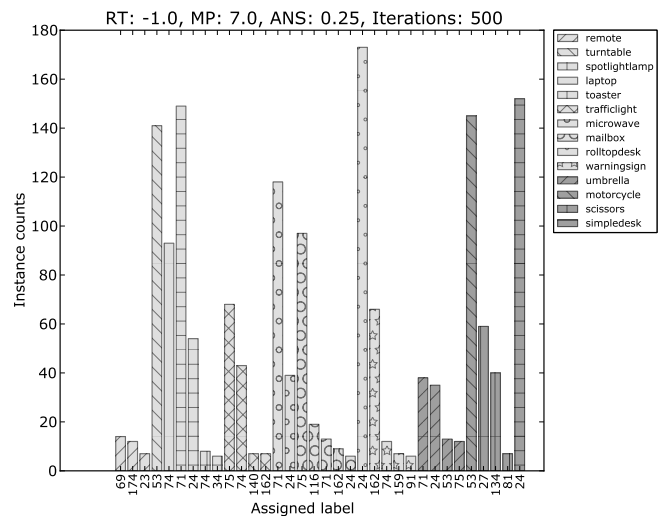 RT: -1.0, MP: 7.0, ANS: 0.25, Iterations: 500
180
160
140
120
100
80
60
40
20
0
Instance counts
69 174 23 53 74 71 24 74 34 75 74 140 162 71 24 75 116 71 162 24 24 162 74 159 91 71 24 53 75 53 27 134 81 24
Assigned label
remote
turntable
spotlightlamp
laptop
toaster
trafficlight
microwave
mailbox
rolltopdesk
warningsign
umbrella
motorcycle
scissors
simpledesk